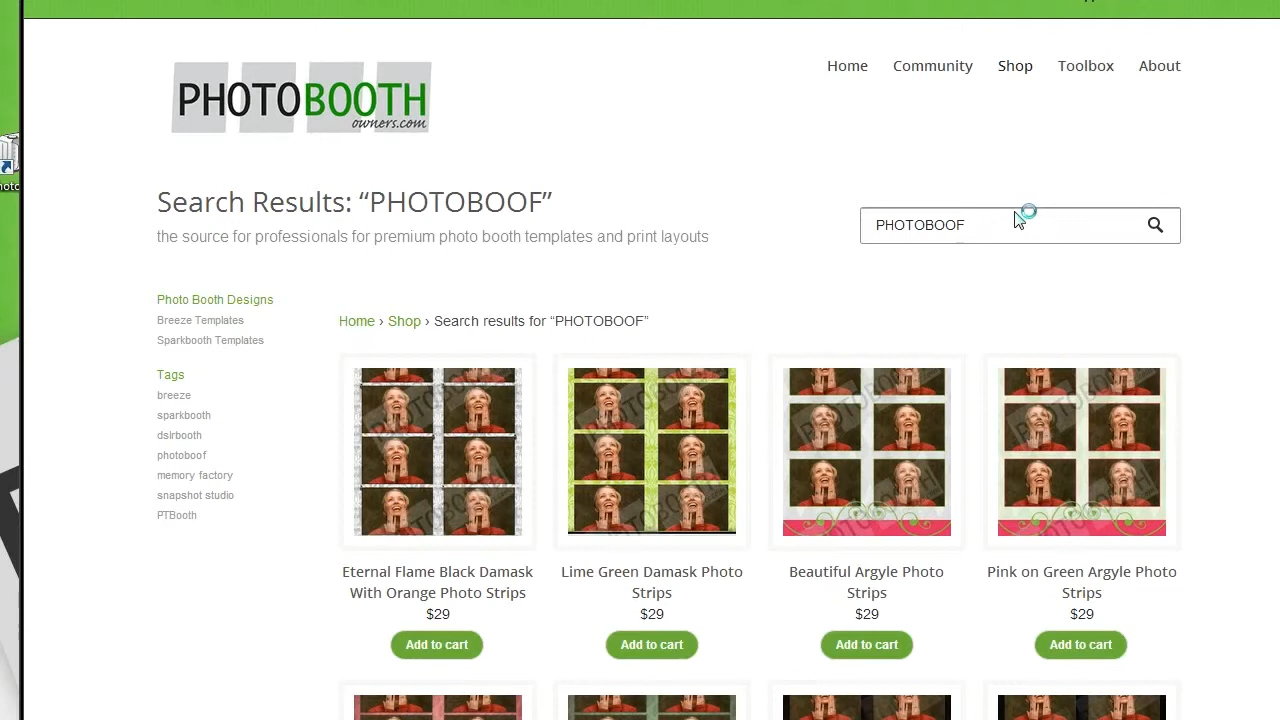 PHOTOBOOTH
owners.com
Home Community Shop Toolbox About
Search Results: “PHOTOBOOF”
the source for professionals for premium photo booth templates and print layouts
PHOTOBOOF
Photo Booth Designs
Breeze Templates
Sparkbooth Templates
Tags
breeze
sparkbooth
dslrbooth
photoboof
memory factory
snapshot studio
PTBooth
Home › Shop › Search results for “PHOTOBOOF”
Eternal Flame Black Damask
With Orange Photo Strips
$29
Add to cart
Lime Green Damask Photo
Strips
$29
Add to cart
Beautiful Argyle Photo
Strips
$29
Add to cart
Pink on Green Argyle Photo
Strips
$29
Add to cart